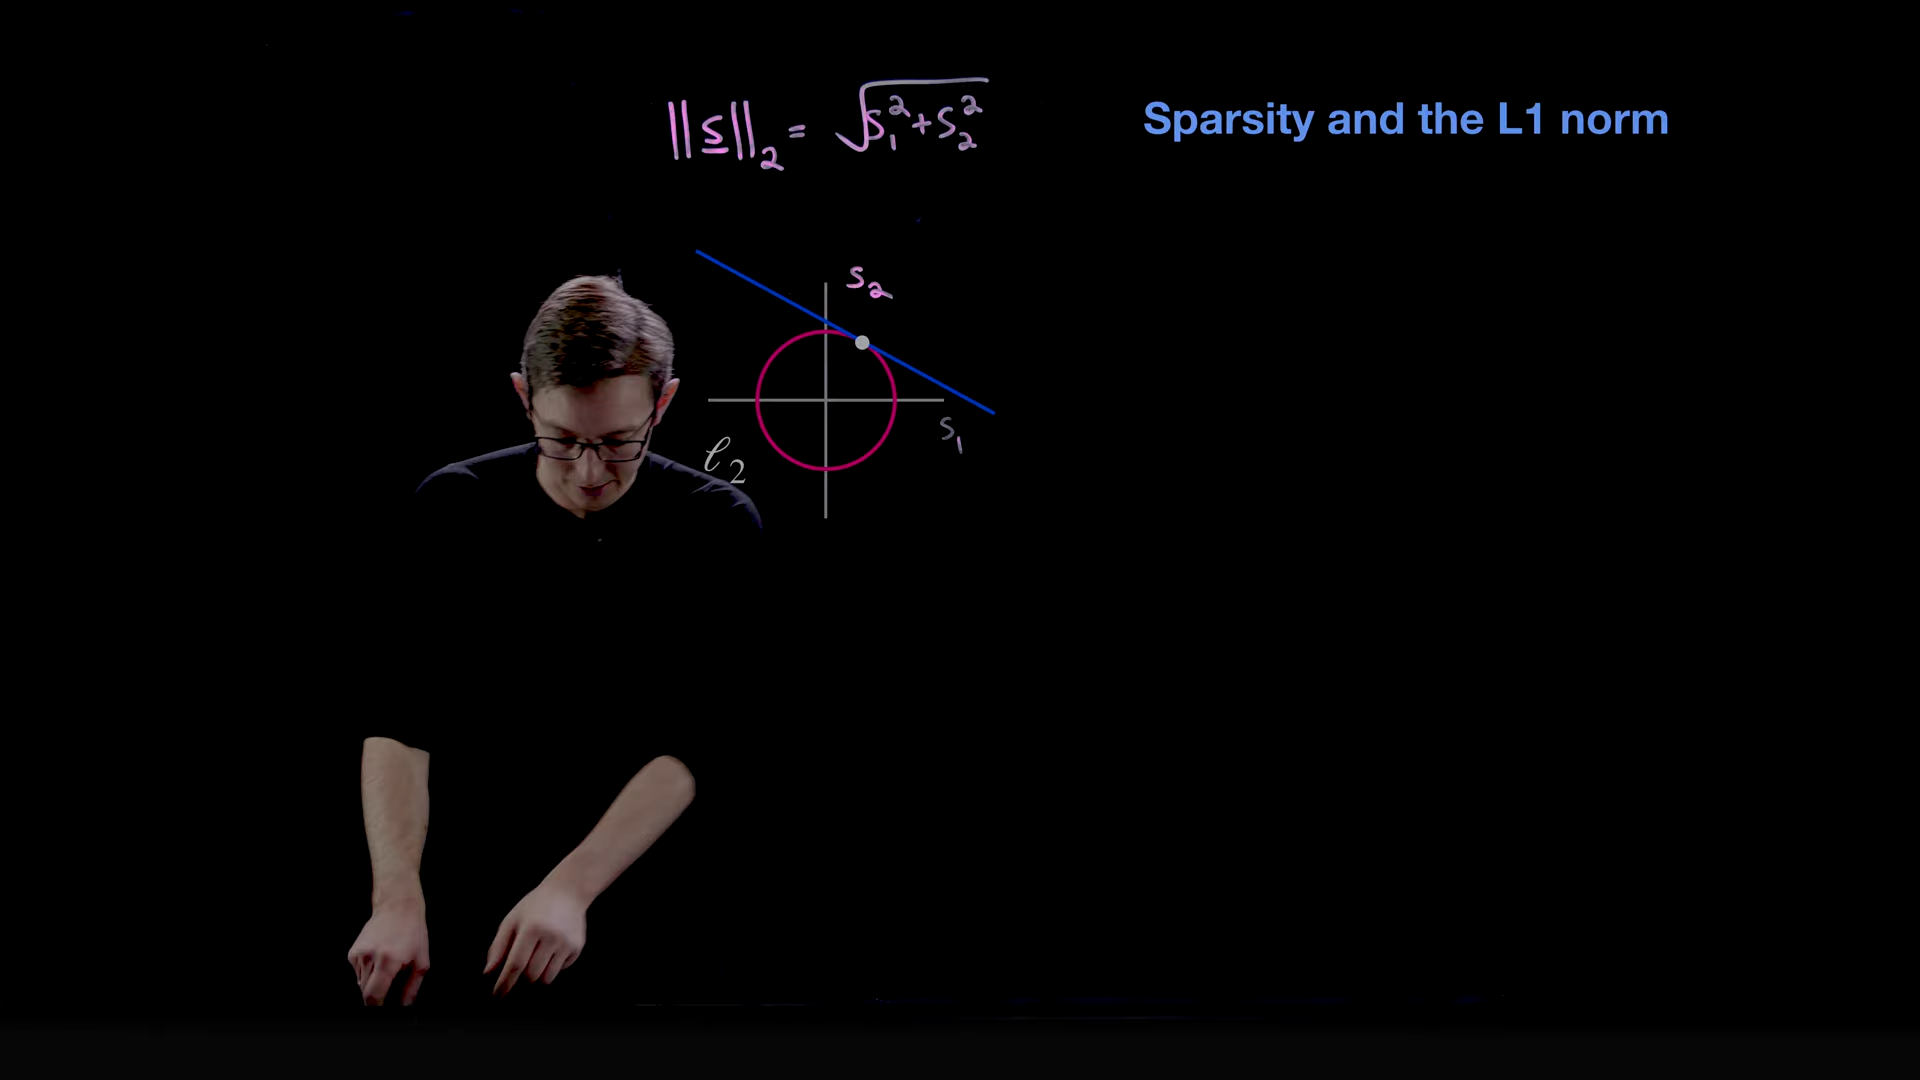 ||s||₂ = √s₁²+s₂²
Sparsity and the L1 norm
s₂
s₁
ℓ₂